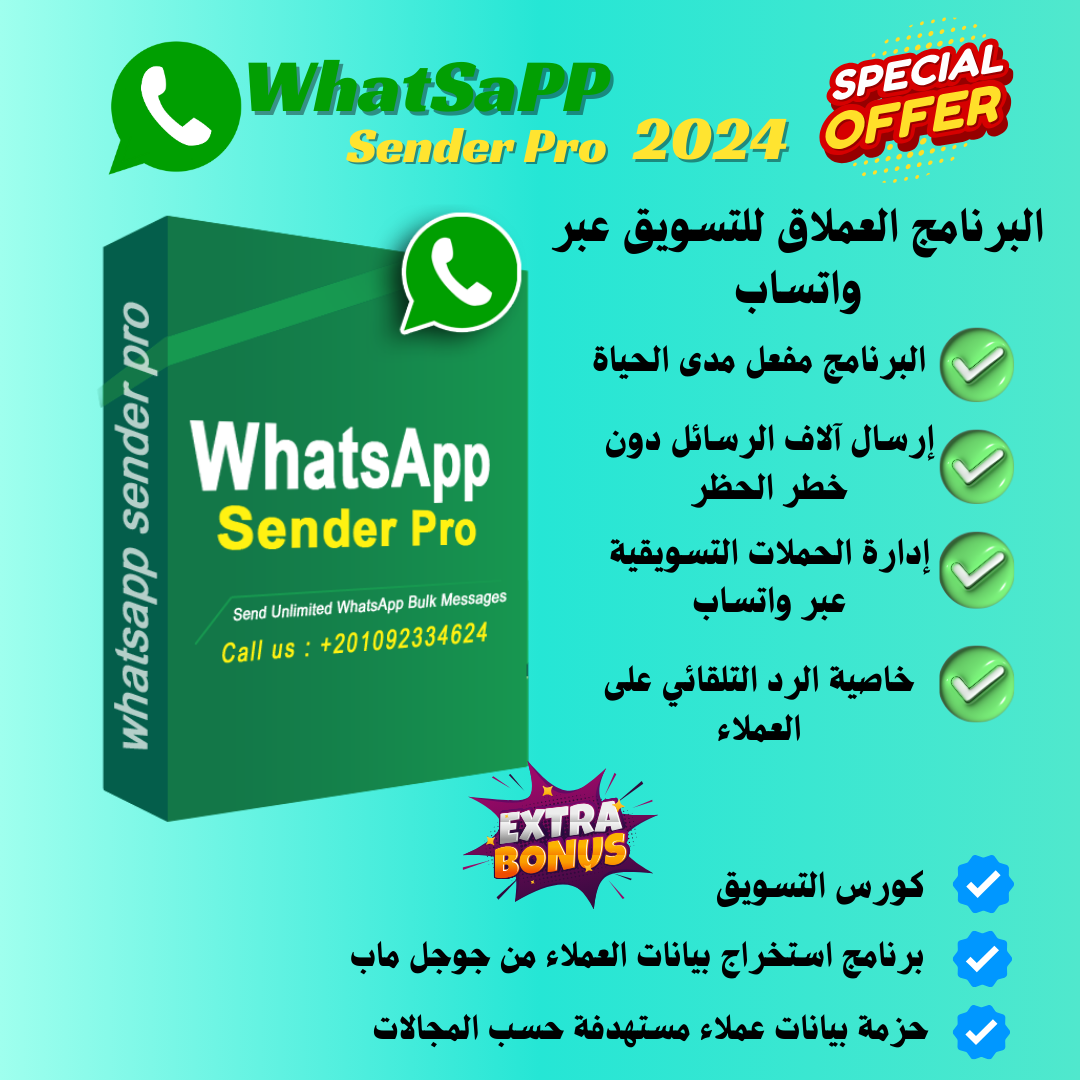 WhatSaPP
Sender Pro 2024
SPECIAL
OFFER
البرنامج العملاق للتسويق عبر
واتساب
البرنامج مفعل مدى الحياة
إرسال آلاف الرسائل دون
خطر الحظر
إدارة الحملات التسويقية
عبر واتساب
خاصية الرد التلقائي على
العملاء
whatsapp sender pro
WhatsApp
Sender Pro
Send Unlimited WhatsApp Bulk Messages
Call us : +201092334624
EXTRA
BONUS
كورس التسويق
برنامج استخراج بيانات العملاء من جوجل ماب
حزمة بيانات عملاء مستهدفة حسب المجالات